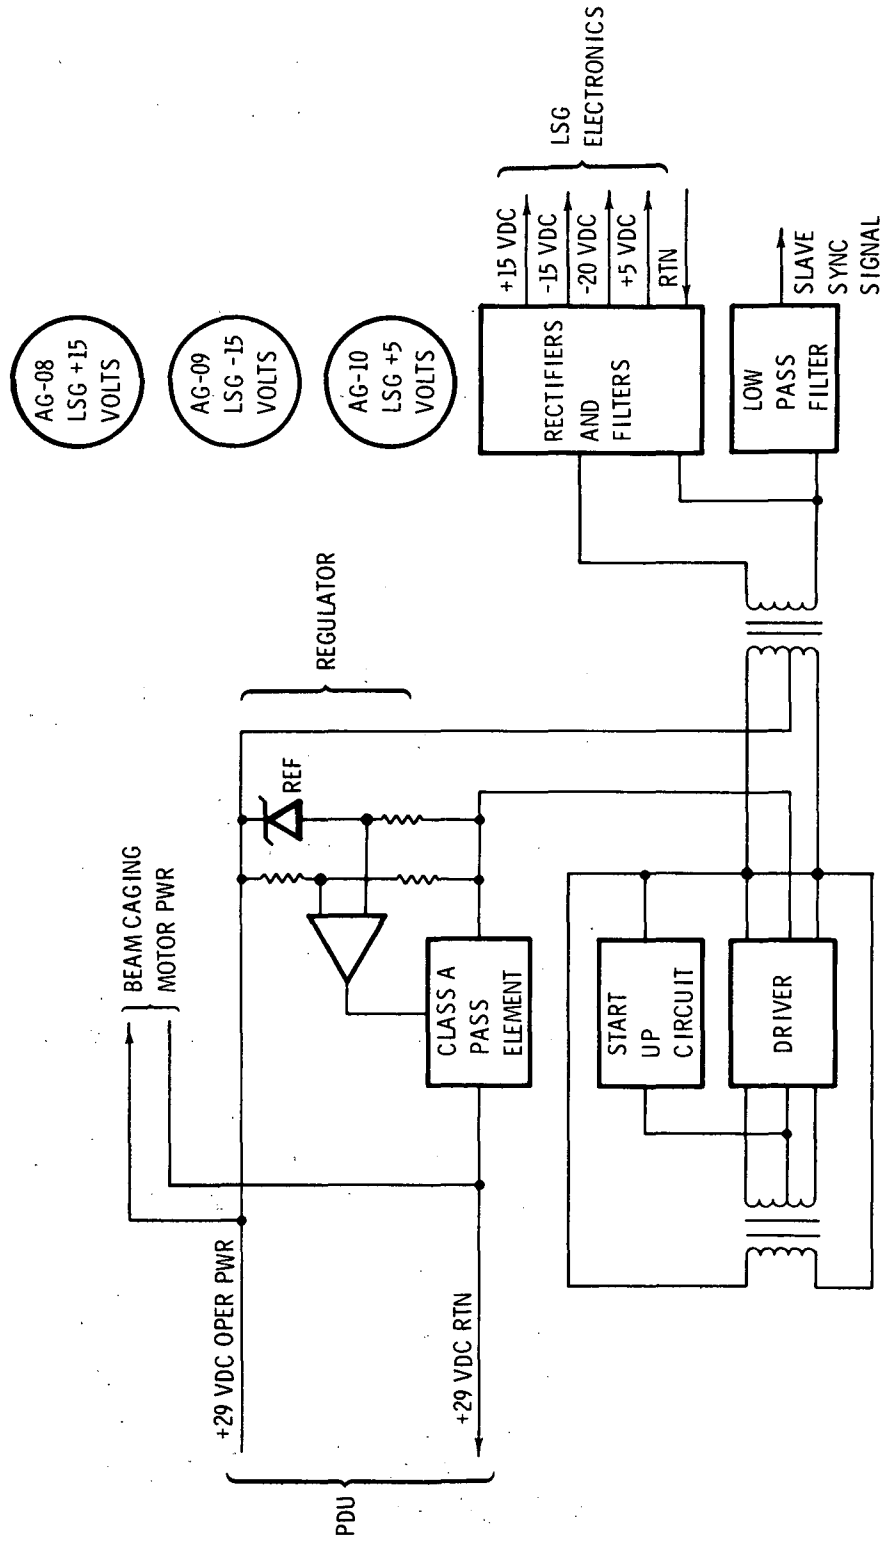 PDU
+29 VDC OPER PWR
+29 VDC RTN
BEAM CAGING
MOTOR PWR
REF
REGULATOR
CLASS A
PASS
ELEMENT
START
UP
CIRCUIT
DRIVER
AG-08
LSG +15
VOLTS
AG-09
LSG -15
VOLTS
AG-10
LSG +5
VOLTS
RECTIFIERS
AND
FILTERS
+15 VDC
-15 VDC
-20 VDC
+5 VDC
RTN
LSG
ELECTRONICS
LOW
PASS
FILTER
SLAVE
SYNC
SIGNAL